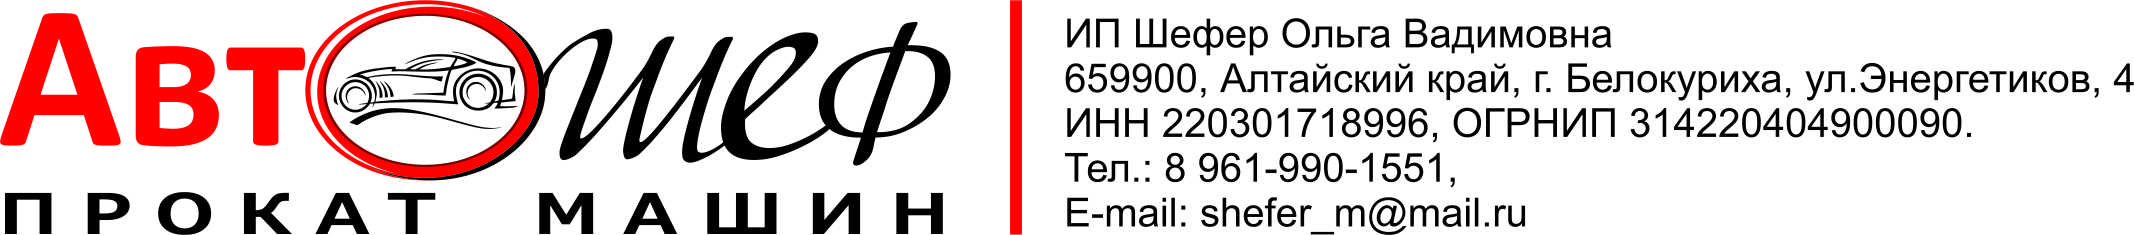 АвтОшеф
ПРОКАТ МАШИН
ИП Шефер Ольга Вадимовна
659900, Алтайский край, г. Белокуриха, ул.Энергетиков, 4
ИНН 220301718996, ОГРНИП 314220404900090.
Тел.: 8 961-990-1551,
E-mail: shefer_m@mail.ru